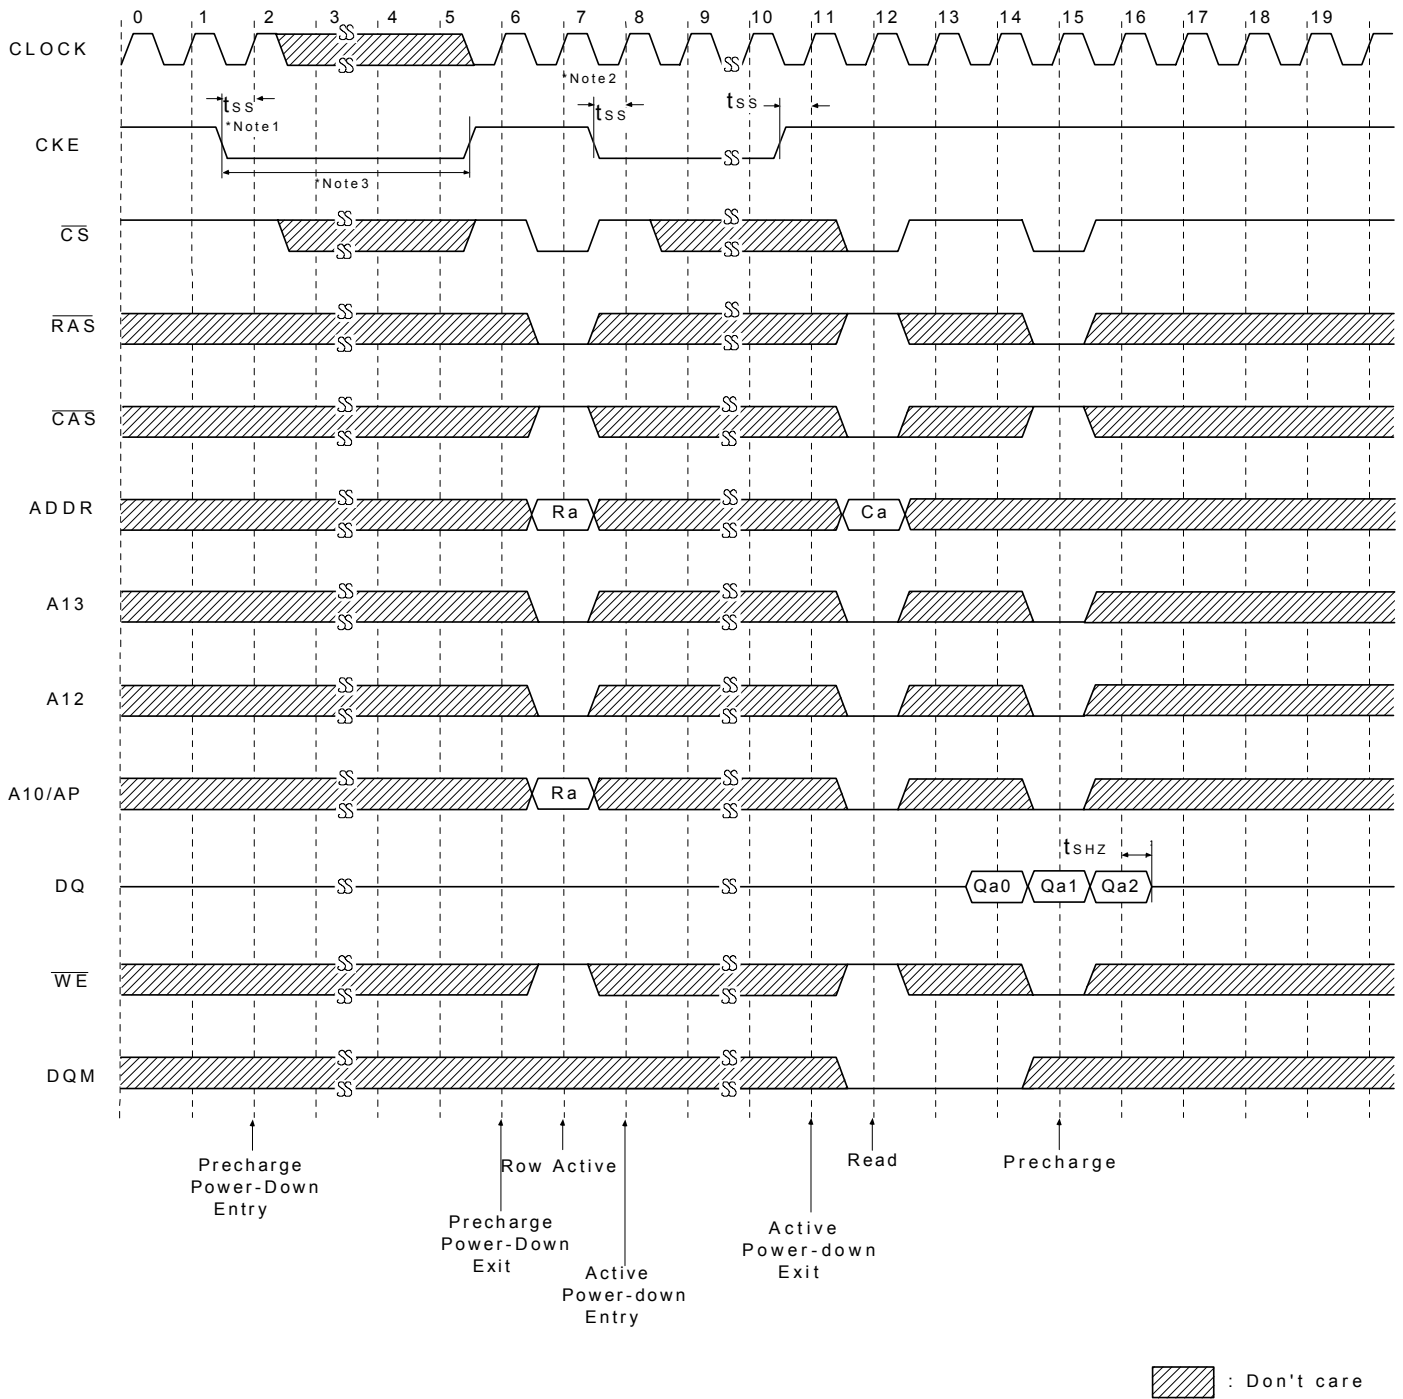 0 1 2 3 4 5 6 7 8 9 10 11 12 13 14 15 16 17 18 19
CLOCK
*Note2
tSS
tSS
tSS
*Note1
CKE
*Note3
CS
RAS
CAS
ADDR
Ra
Ca
A13
A12
A10/AP
Ra
tSHZ
DQ
Qa0
Qa1
Qa2
WE
DQM
Precharge
Power-Down
Entry
Row Active
Read
Precharge
Precharge
Power-Down
Exit
Active
Power-down
Exit
Active
Power-down
Entry
: Don't care